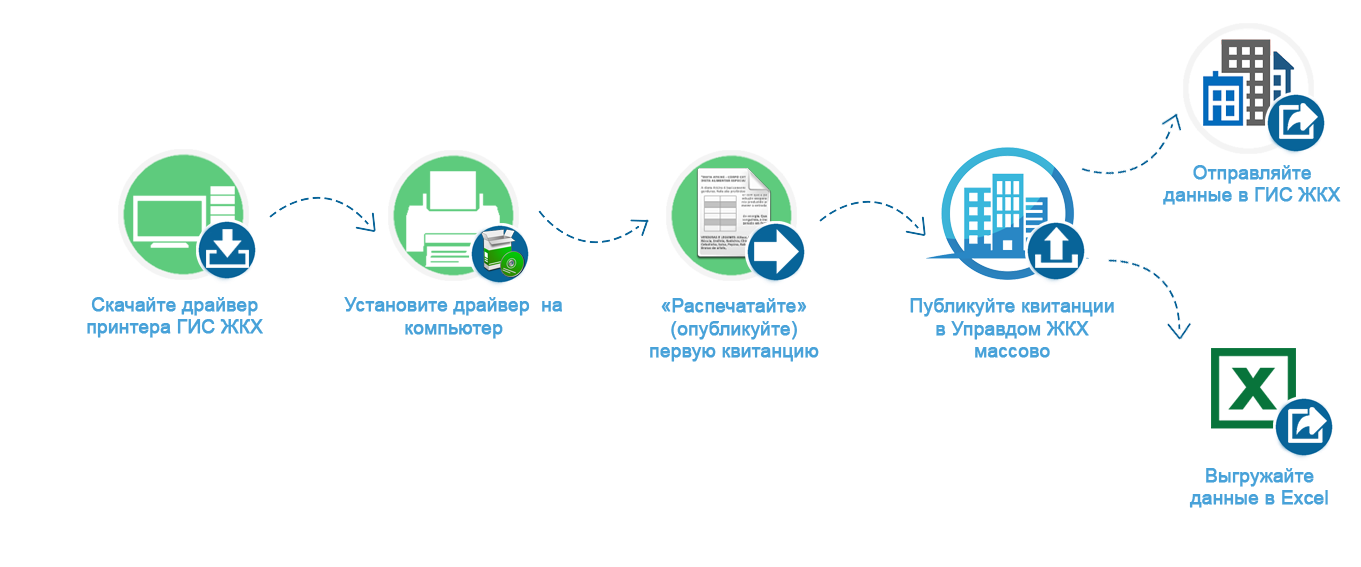 Скачайте драйвер
принтера ГИС ЖКХ
Установите драйвер на
компьютер
«Распечатайте»
(опубликуйте)
первую квитанцию
Публикуйте квитанции
в Управдом ЖКХ
массово
Отправляйте
данные в ГИС ЖКХ
X
Выгружайте
данные в Excel